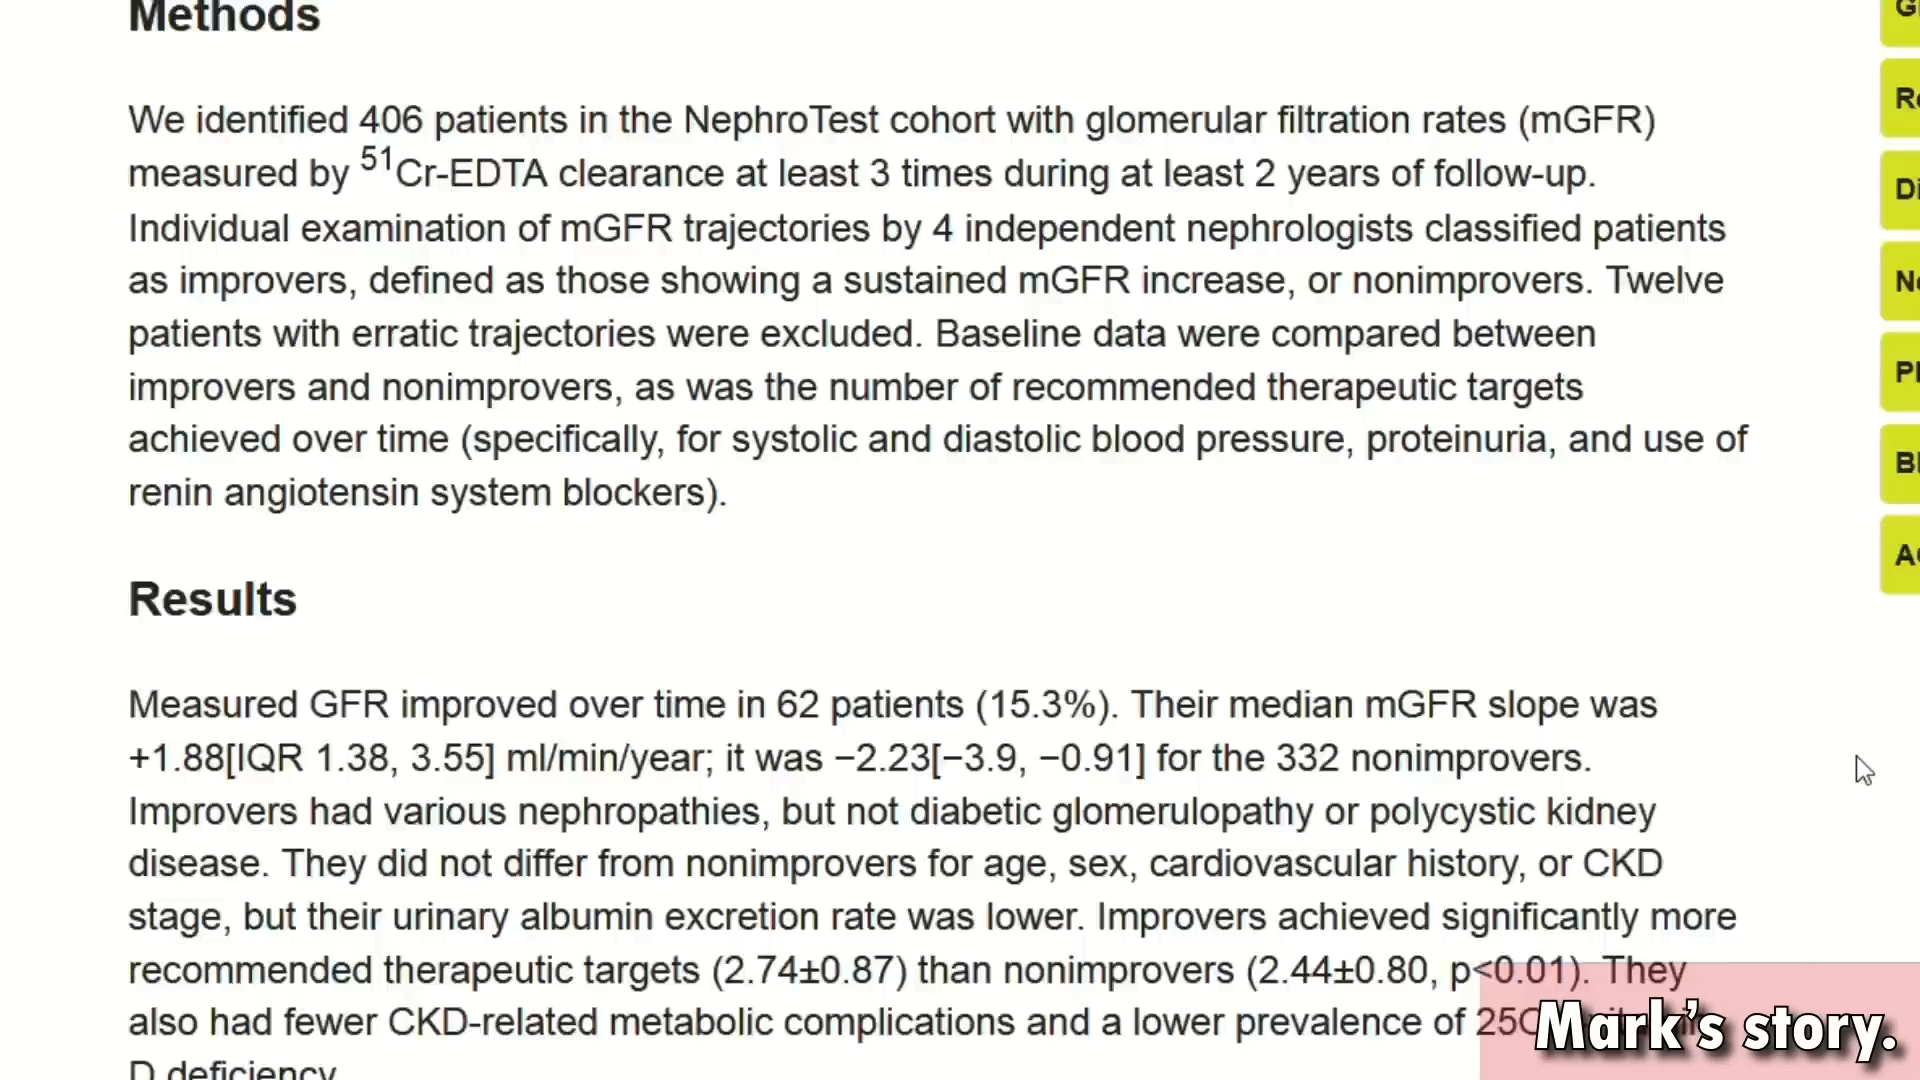 Methods
We identified 406 patients in the NephroTest cohort with glomerular filtration rates (mGFR)
measured by ⁵¹Cr-EDTA clearance at least 3 times during at least 2 years of follow-up.
Individual examination of mGFR trajectories by 4 independent nephrologists classified patients
as improvers, defined as those showing a sustained mGFR increase, or nonimprovers. Twelve
patients with erratic trajectories were excluded. Baseline data were compared between
improvers and nonimprovers, as was the number of recommended therapeutic targets
achieved over time (specifically, for systolic and diastolic blood pressure, proteinuria, and use of
renin angiotensin system blockers).
Results
Measured GFR improved over time in 62 patients (15.3%). Their median mGFR slope was
+1.88[IQR 1.38, 3.55] ml/min/year; it was −2.23[−3.9, −0.91] for the 332 nonimprovers.
Improvers had various nephropathies, but not diabetic glomerulopathy or polycystic kidney
disease. They did not differ from nonimprovers for age, sex, cardiovascular history, or CKD
stage, but their urinary albumin excretion rate was lower. Improvers achieved significantly more
recommended therapeutic targets (2.74±0.87) than nonimprovers (2.44±0.80, p<0.01). They
also had fewer CKD-related metabolic complications and a lower prevalence of
D deficiency.
Mark's story.